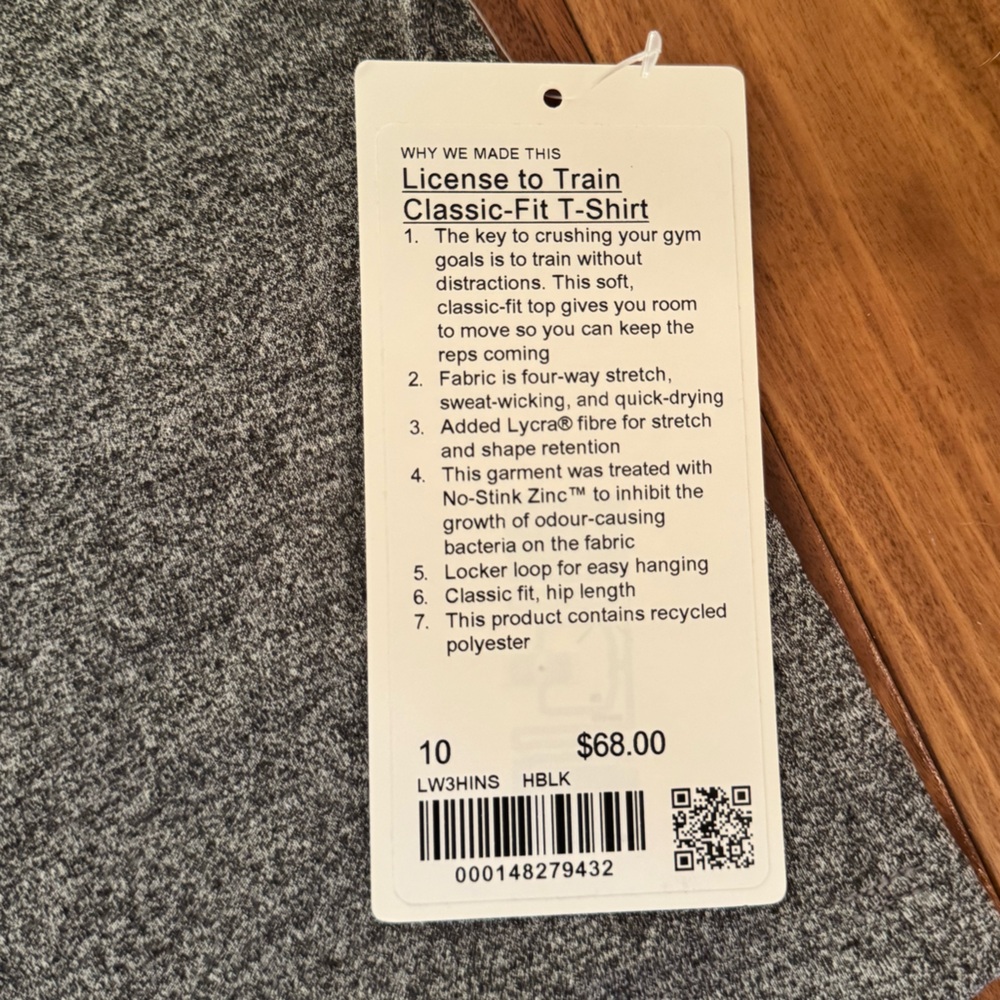 WHY WE MADE THIS
License to Train
Classic-Fit T-Shirt
1. The key to crushing your gym
goals is to train without
distractions. This soft,
classic-fit top gives you room
to move so you can keep the
reps coming
2. Fabric is four-way stretch,
sweat-wicking, and quick-drying
3. Added Lycra® fibre for stretch
and shape retention
4. This garment was treated with
No-Stink Zinc™ to inhibit the
growth of odour-causing
bacteria on the fabric
5. Locker loop for easy hanging
6. Classic fit, hip length
7. This product contains recycled
polyester
10 $68.00
LW3HINS HBLK
000148279432